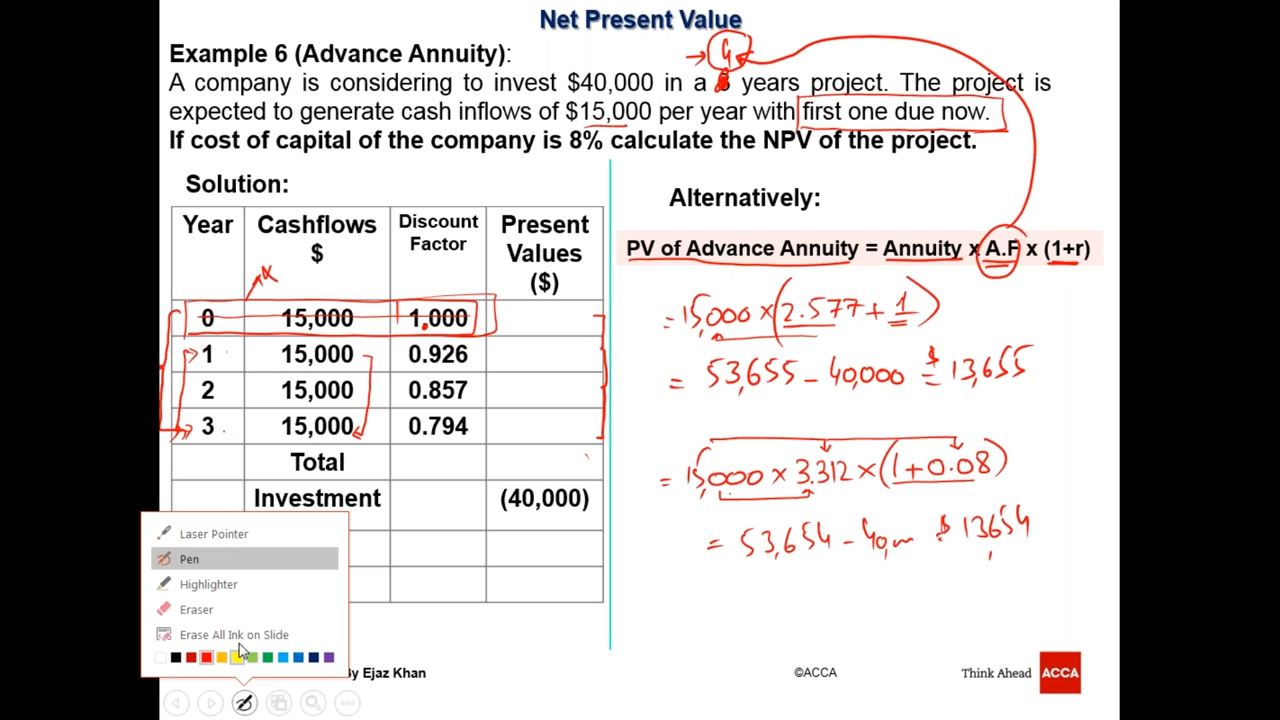 Net Present Value
Example 6 (Advance Annuity):
4
A company is considering to invest $40,000 in a years project. The project is
expected to generate cash inflows of $15,000 per year with first one due now.
If cost of capital of the company is 8% calculate the NPV of the project.
Solution:
Year Cashflows $ Discount Factor Present Values ($)
0 15,000 1.000
1 15,000 0.926
2 15,000 0.857
3 15,000 0.794
Total
Investment (40,000)
Alternatively:
PV of Advance Annuity = Annuity x A.F x (1+r)
= 15,000 × (2.577 + 1)
= 53,655 - 40,000 = $ 13,655
= 15,000 × 3.312 × (1+0.08)
= 53,654 - 40,m $ 13,654
Laser Pointer
Pen
Highlighter
Eraser
Erase All Ink on Slide
By Ejaz Khan
©ACCA
Think Ahead
ACCA